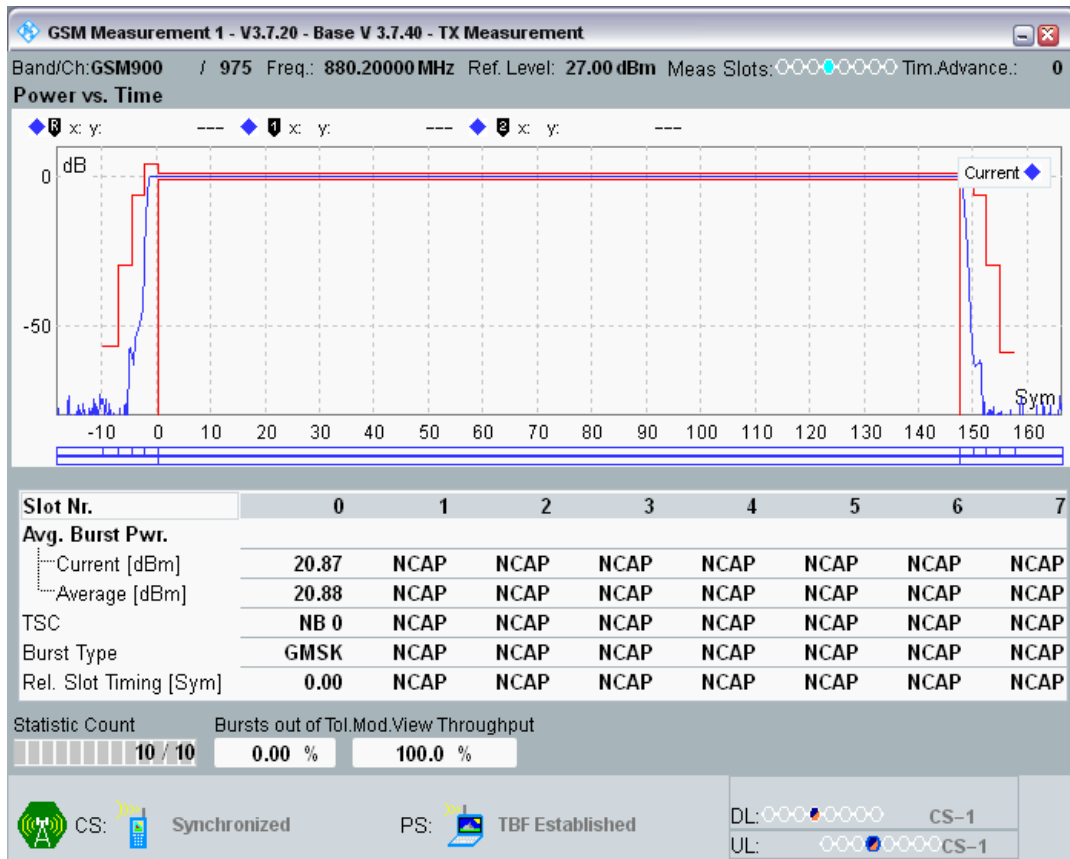 GSM Measurement 1 - V3.7.20 - Base V 3.7.40 - TX Measurement
Band/Ch:GSM900 / 975 Freq.: 880.20000 MHz Ref. Level: 27.00 dBm Meas Slots: Tim.Advance.: 0
Power vs. Time
R x: y: --- 1 x: y: --- 2 x: y: ---
dB
Current
0
-50
Sym
-10 0 10 20 30 40 50 60 70 80 90 100 110 120 130 140 150 160
Slot Nr. 0 1 2 3 4 5 6 7
Avg. Burst Pwr.
Current [dBm] 20.87 NCAP NCAP NCAP NCAP NCAP NCAP NCAP
Average [dBm] 20.88 NCAP NCAP NCAP NCAP NCAP NCAP NCAP
TSC NB 0 NCAP NCAP NCAP NCAP NCAP NCAP NCAP
Burst Type GMSK NCAP NCAP NCAP NCAP NCAP NCAP NCAP
Rel. Slot Timing [Sym] 0.00 NCAP NCAP NCAP NCAP NCAP NCAP NCAP
Statistic Count Bursts out of Tol.Mod.View Throughput
10 / 10 0.00 % 100.0 %
CS: Synchronized PS: TBF Established
DL: CS-1
UL: CS-1